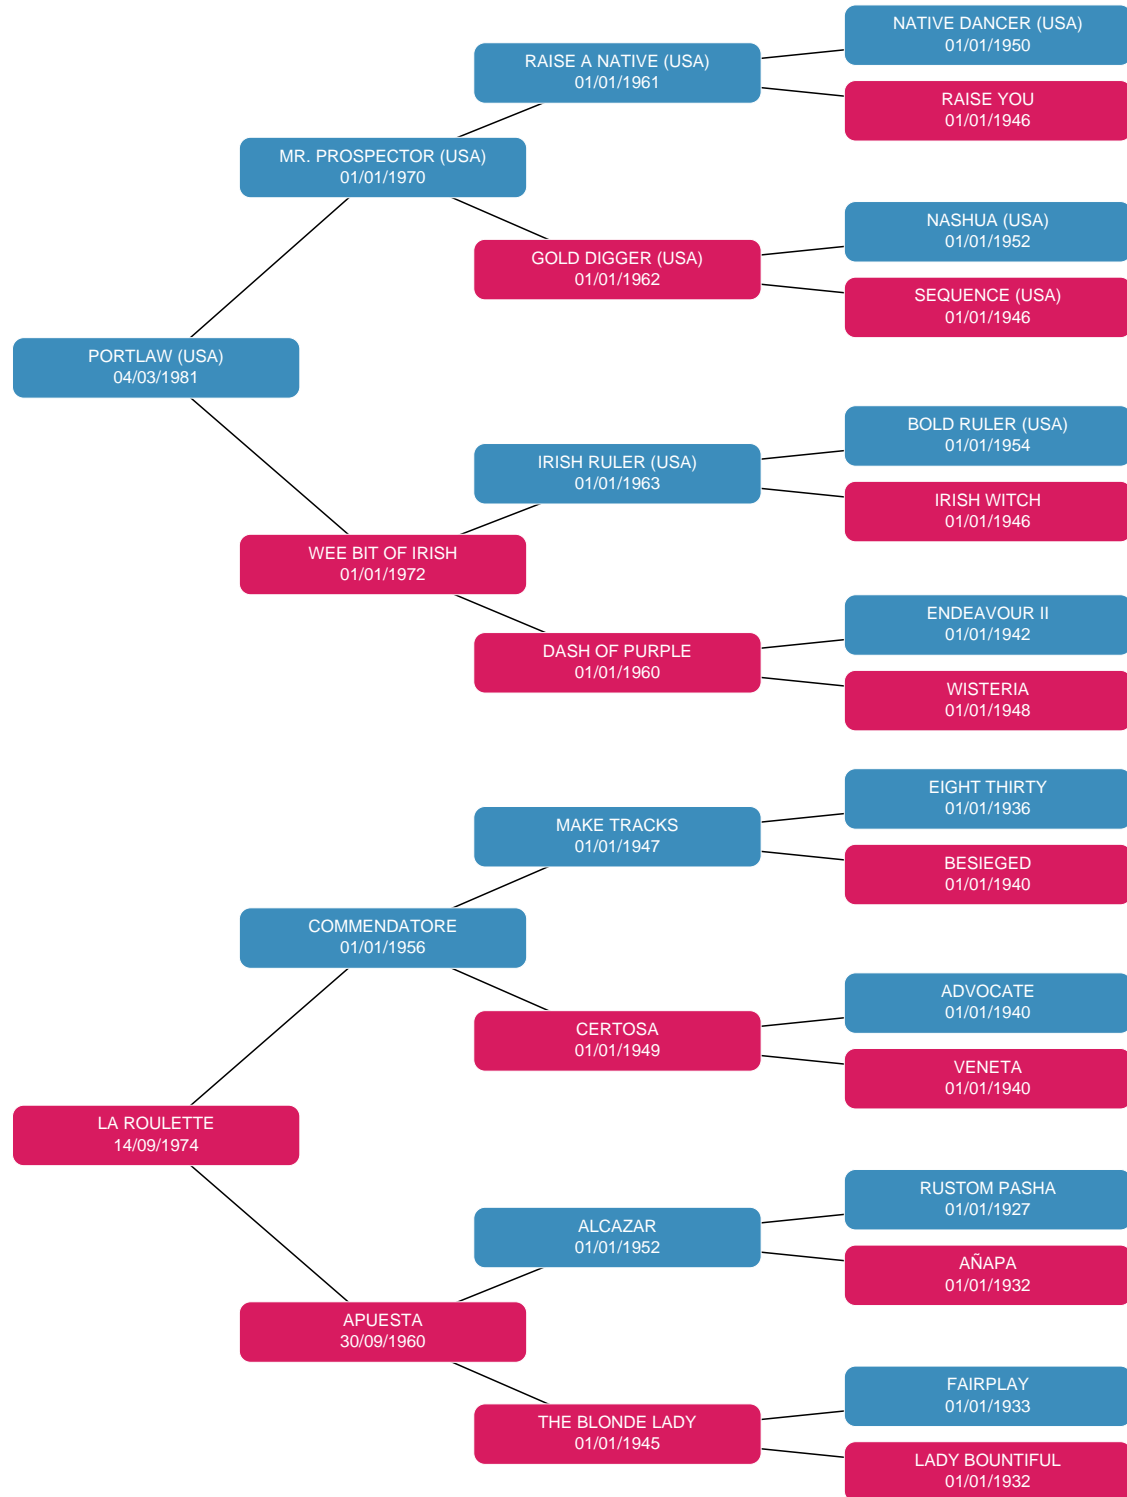 NATIVE DANCER (USA)
01/01/1950
RAISE A NATIVE (USA)
01/01/1961
RAISE YOU
01/01/1946
MR. PROSPECTOR (USA)
01/01/1970
NASHUA (USA)
01/01/1952
GOLD DIGGER (USA)
01/01/1962
SEQUENCE (USA)
01/01/1946
PORTLAW (USA)
04/03/1981
BOLD RULER (USA)
01/01/1954
IRISH RULER (USA)
01/01/1963
IRISH WITCH
01/01/1946
WEE BIT OF IRISH
01/01/1972
ENDEAVOUR II
01/01/1942
DASH OF PURPLE
01/01/1960
WISTERIA
01/01/1948
EIGHT THIRTY
01/01/1936
MAKE TRACKS
01/01/1947
BESIEGED
01/01/1940
COMMENDATORE
01/01/1956
ADVOCATE
01/01/1940
CERTOSA
01/01/1949
VENETA
01/01/1940
LA ROULETTE
14/09/1974
RUSTOM PASHA
01/01/1927
ALCAZAR
01/01/1952
AÑAPA
01/01/1932
APUESTA
30/09/1960
FAIRPLAY
01/01/1933
THE BLONDE LADY
01/01/1945
LADY BOUNTIFUL
01/01/1932